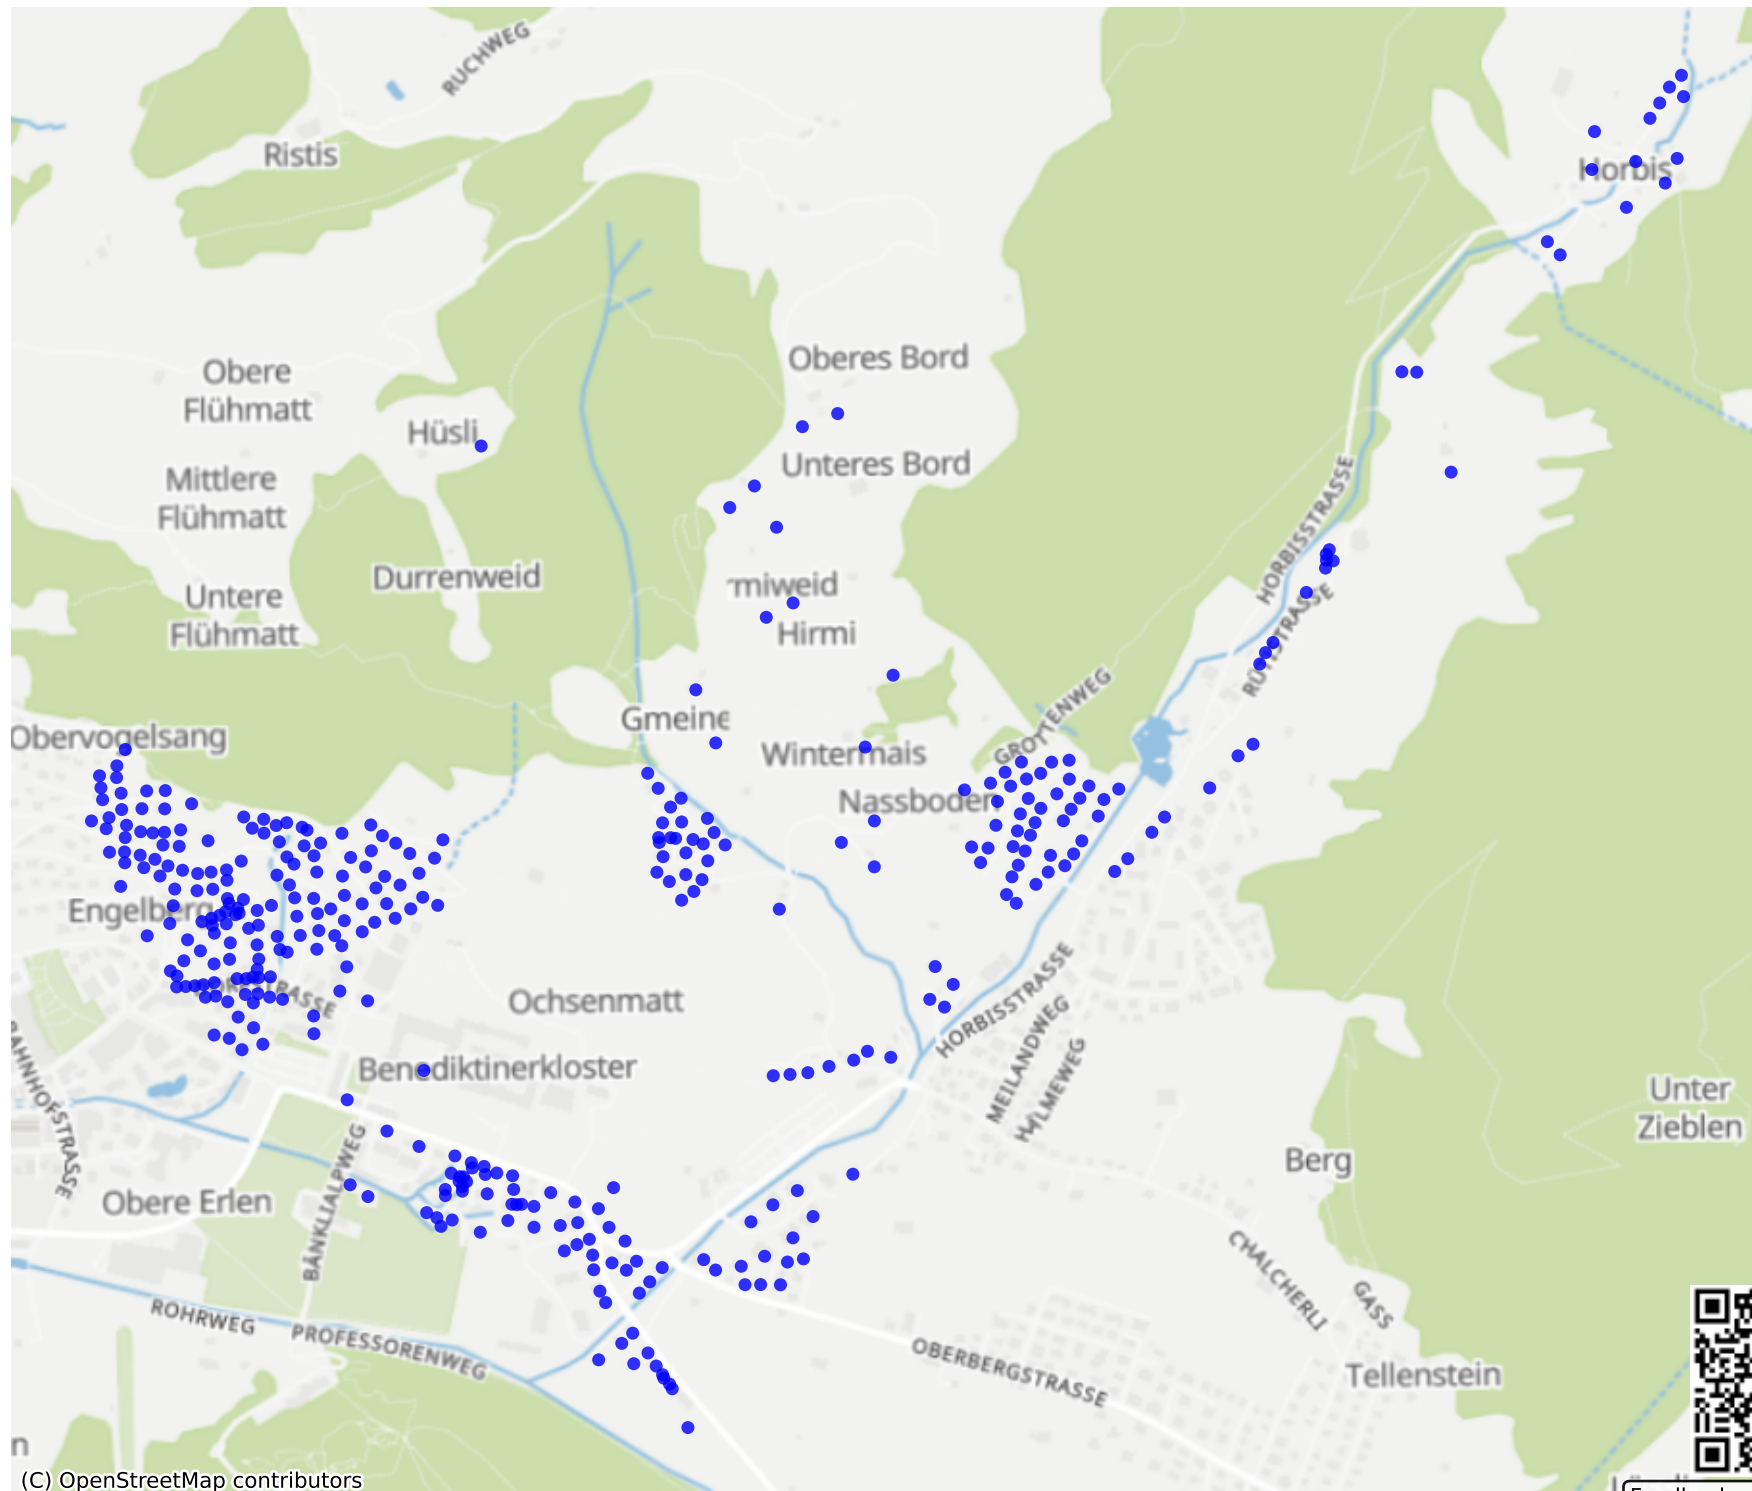 RUCHWEG
Ristis
Horbis
Obere
Flühmatt
Oberes Bord
Hüsli
Mittlere
Flühmatt
Unteres Bord
HORBISSTRASSE
Durrenweid
rmiweid
Untere
Flühmatt
Hirmi
GROTTENWEG
Gmeine
Obervogelsang
Wintermais
Nassboden
Engelberg
Ochsenmatt
HORBISSTRASSE
MEILANDWEG
Benediktinerkloster
BAHNHOFSTRASSE
BÄNKLIALPWEG
Unter
Zieblen
Berg
Obere Erlen
CHALCHERLI
GASS
ROHRWEG
PROFESSORENWEG
OBERBERGSTRASSE
Tellenstein
n
(C) OpenStreetMap contributors